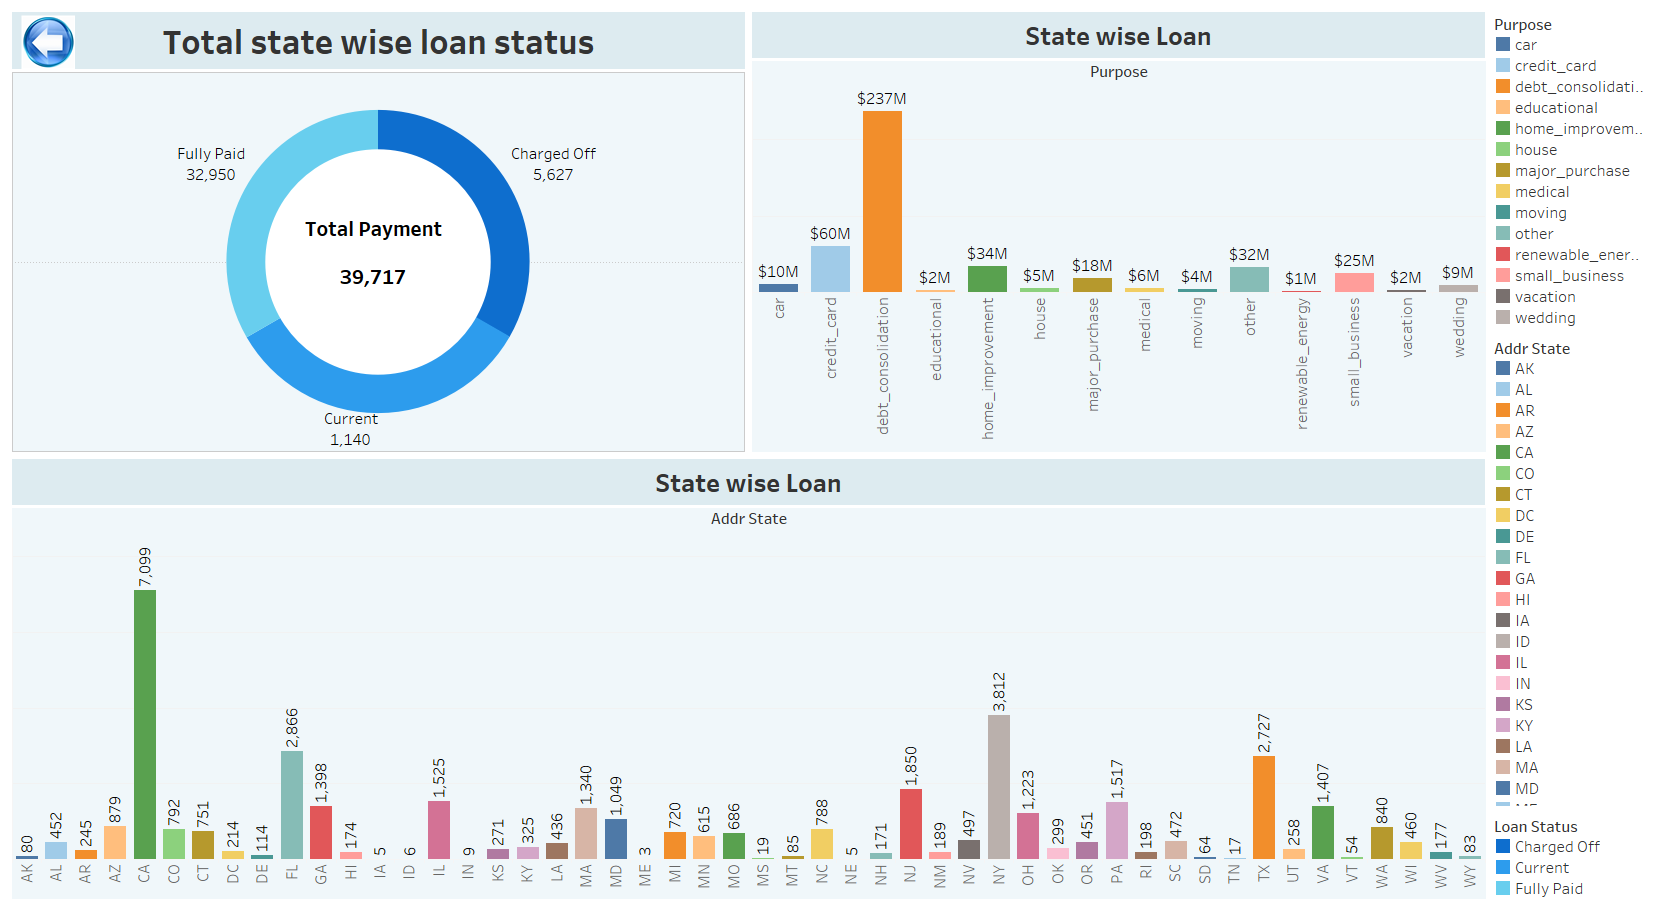 Total state wise loan status
Fully Paid
32,950
Charged Off
5,627
Total Payment
39,717
Current
1,140
State wise Loan
Purpose
$10M
$60M
$237M
$2M
$34M
$5M
$18M
$6M
$4M
$32M
$1M
$25M
$2M
$9M
car
credit_card
debt_consolidation
educational
home_improvement
house
major_purchase
medical
moving
other
renewable_energy
small_business
vacation
wedding
State wise Loan
Addr State
80
452
245
879
7,099
792
751
214
114
2,866
1,398
174
5
6
1,525
9
271
325
436
1,340
1,049
3
720
615
686
19
85
788
5
171
1,850
189
497
3,812
1,223
299
451
1,517
198
472
64
17
2,727
258
1,407
54
840
460
177
83
AK
AL
AR
AZ
CA
CO
CT
DC
DE
FL
GA
HI
IA
ID
IL
IN
KS
KY
LA
MA
MD
ME
MI
MN
MO
MS
MT
NC
NE
NH
NJ
NM
NV
NY
OH
OK
OR
PA
RI
SC
SD
TN
TX
UT
VA
VT
WA
WI
WV
WY
Purpose
car
credit_card
debt_consolidati..
educational
home_improvem..
house
major_purchase
medical
moving
other
renewable_ener..
small_business
vacation
wedding
Addr State
AK
AL
AR
AZ
CA
CO
CT
DC
DE
FL
GA
HI
IA
ID
IL
IN
KS
KY
LA
MA
MD
Loan Status
Charged Off
Current
Fully Paid